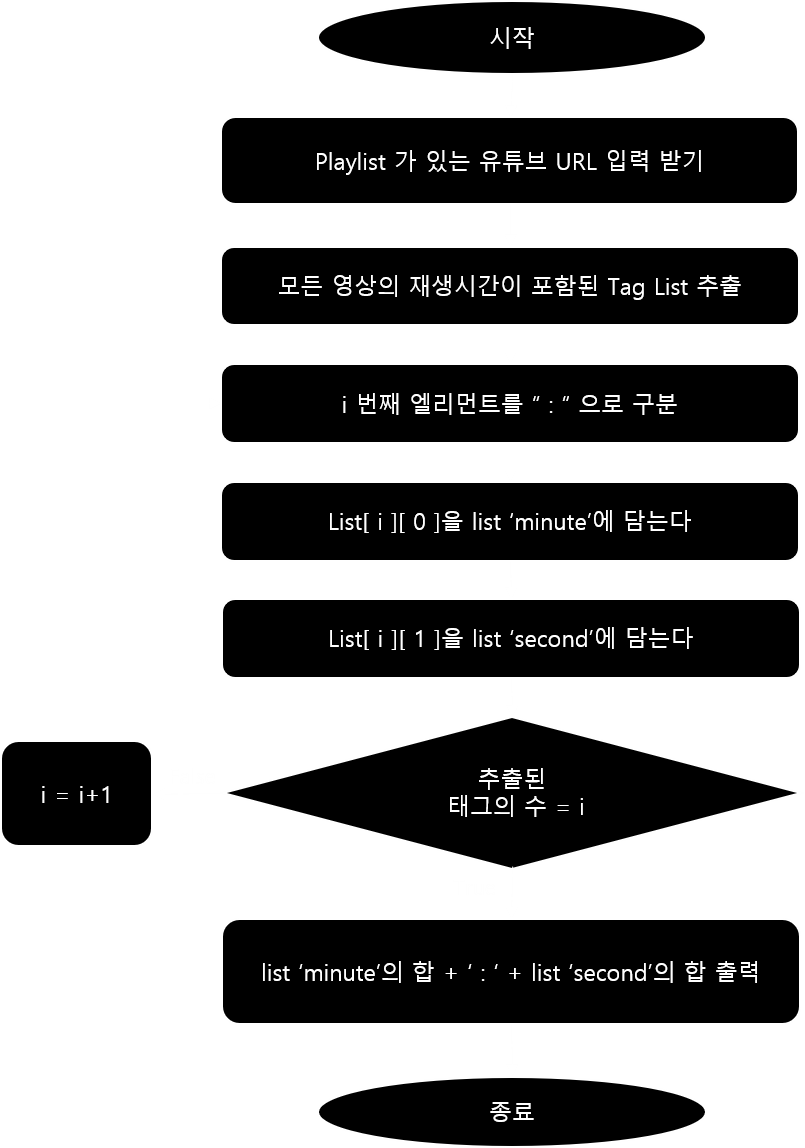 시작
Playlist 가 있는 유튜브 URL 입력 받기
모든 영상의 재생시간이 포함된 Tag List 추출
i 번째 엘리먼트를 “ : “ 으로 구분
List[ i ][ 0 ]을 list ‘minute’에 담는다
List[ i ][ 1 ]을 list ‘second’에 담는다
추출된
태그의 수 = i
i = i+1
list ‘minute’의 합 + ‘ : ‘ + list ‘second’의 합 출력
종료